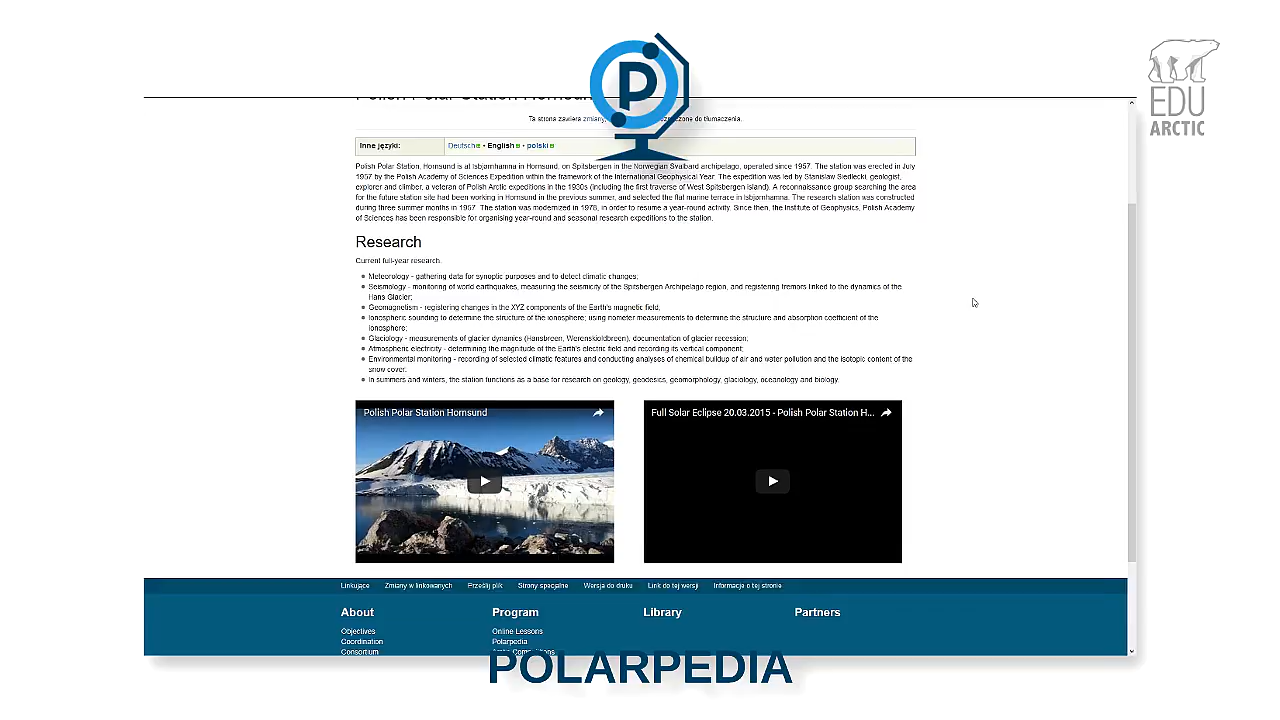 P
EDU
ARCTIC
Polish Polar Station Hornsund
Ta strona zawiera zmiany, do tłumaczenia.
Inne języki: Deutsch • English • polski
Polish Polar Station, Hornsund is at Isbjørnhamna in Hornsund, on Spitsbergen in the Norwegian Svalbard archipelago, operated since 1957. The station was erected in July
1957 by the Polish Academy of Sciences Expedition within the framework of the International Geophysical Year. The expedition was led by Stanislaw Siedlecki, geologist,
explorer and climber, a veteran of Polish Arctic expeditions in the 1930s (including the first traverse of West Spitsbergen island). A reconnaissance group searching the area
for the future station site had been working in Hornsund in the previous summer, and selected the flat marine terrace in Isbjørnhamna. The research station was constructed
during three summer months in 1957. The station was modernized in 1978, in order to resume a year-round activity. Since then, the Institute of Geophysics, Polish Academy
of Sciences has been responsible for organising year-round and seasonal research expeditions to the station.
Research
Current full-year research.
Meteorology - gathering data for synoptic purposes and to detect climatic changes;
Seismology - monitoring of world earthquakes, measuring the seismicity of the Spitsbergen Archipelago region, and registering tremors linked to the dynamics of the
Hans Glacier;
Geomagnetism - registering changes in the XYZ components of the Earth's magnetic field;
Ionospheric sounding to determine the structure of the ionosphere; using riometer measurements to determine the structure and absorption coefficient of the
ionosphere;
Glaciology - measurements of glacier dynamics (Hansbreen, Werenskioldbreen), documentation of glacier recession;
Atmospheric electricity - determining the magnitude of the Earth's electric field and recording its vertical component;
Environmental monitoring - recording of selected climatic features and conducting analyses of chemical buildup of air and water pollution and the isotopic content of the
snow cover.
In summers and winters, the station functions as a base for research on geology, geodesics, geomorphology, glaciology, oceanology and biology.
Polish Polar Station Hornsund
Full Solar Eclipse 20.03.2015 - Polish Polar Station H...
Linkujące Zmiany w linkowanych Prześlij plik Strony specjalne Wersja do druku Link do tej wersji Informacje o tej stronie
About Program Library Partners
Objectives Online Lessons
Coordination Polarpedia
Consortium
POLARPEDIA